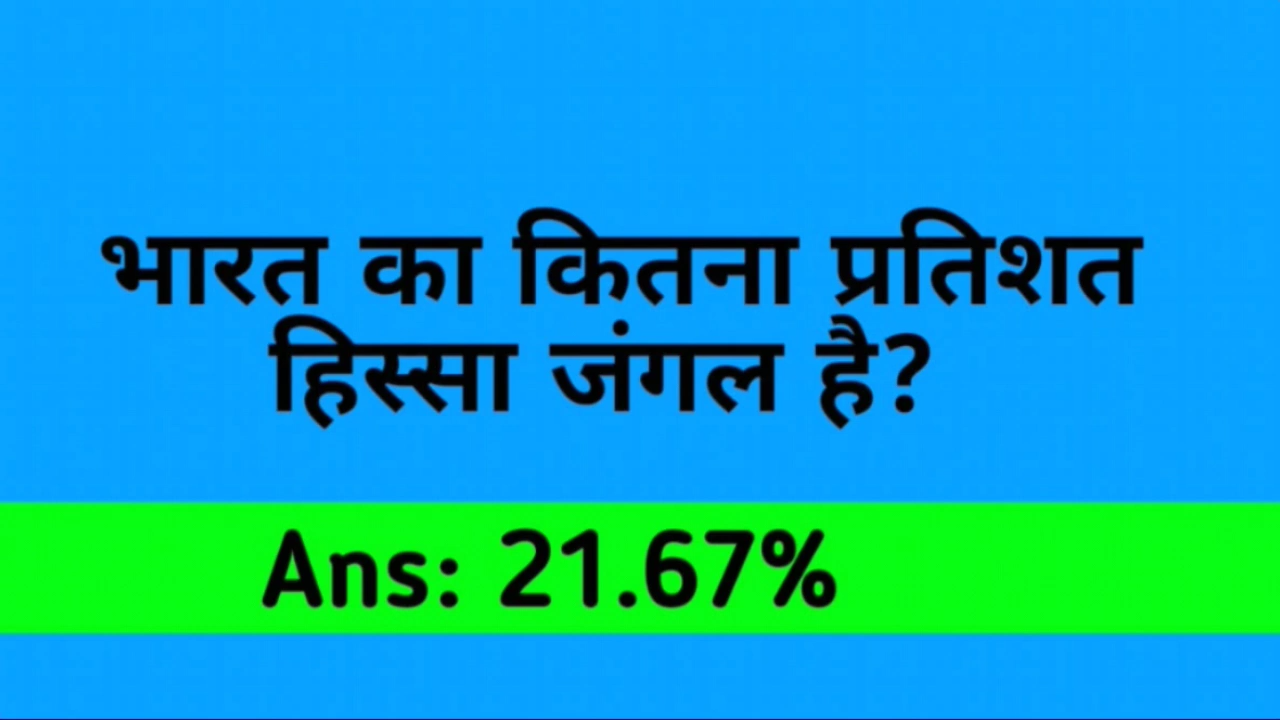 भारत का कितना प्रतिशत
हिस्सा जंगल है?
Ans: 21.67%